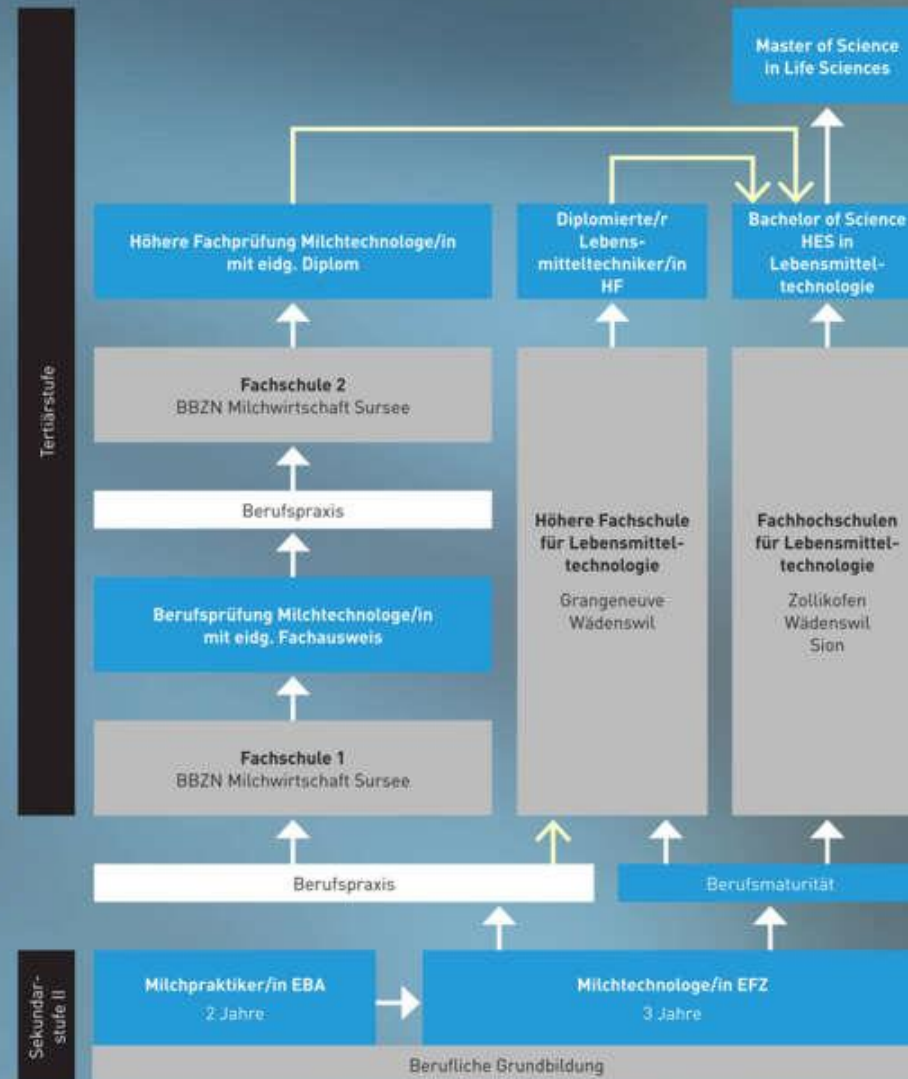 Master of Science
in Life Sciences
Höhere Fachprüfung Milchtechnologe/in
mit eidg. Diplom
Diplomierte/r
Lebens-
mitteltechniker/in
HF
Bachelor of Science
HES in
Lebensmittel-
technologie
Fachschule 2
BBZN Milchwirtschaft Sursee
Berufspraxis
Berufsprüfung Milchtechnologe/in
mit eidg. Fachausweis
Fachschule 1
BBZN Milchwirtschaft Sursee
Höhere Fachschule
für Lebensmittel-
technologie
Grangeneuve
Wädenswil
Fachhochschulen
für Lebensmittel-
technologie
Zollikofen
Wädenswil
Sion
Tertiärstufe
Berufspraxis
Berufsmaturität
Sekundar-
stufe II
Milchpraktiker/in EBA
2 Jahre
Milchtechnologe/in EFZ
3 Jahre
Berufliche Grundbildung